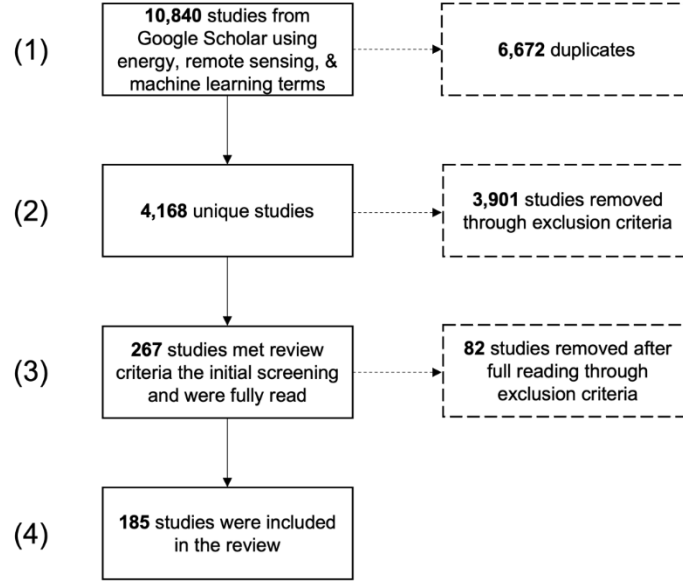 (1)
10,840 studies from
Google Scholar using
energy, remote sensing, &
machine learning terms
6,672 duplicates
(2)
4,168 unique studies
3,901 studies removed
through exclusion criteria
(3)
267 studies met review
criteria the initial screening
and were fully read
82 studies removed after
full reading through
exclusion criteria
(4)
185 studies were included
in the review